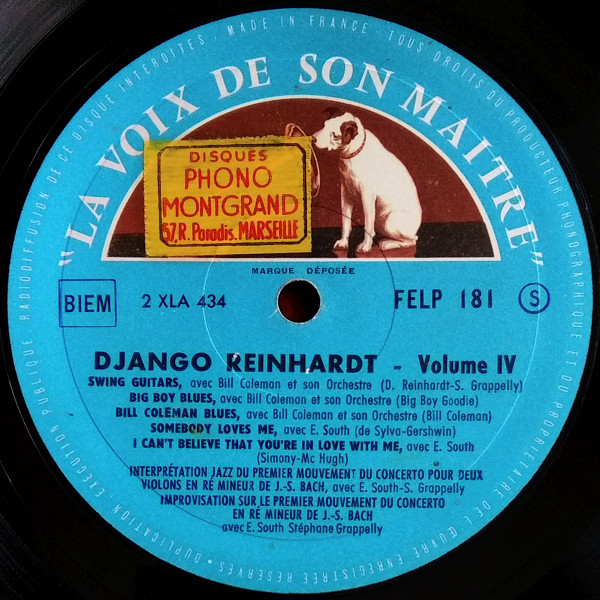 MADE IN FRANCE · TOUS DROITS DU PRODUCTEUR PHONOGRAPHIQUE ET DU PROPRIETAIRE DE L'ŒUVRE ENREGISTREE RESERVES · DUPLICATION EXECUTION PUBLIQUE RADIODIFFUSION DE CE DISQUE INTERDITES ·
"LA VOIX DE SON MAITRE"
DISQUES
PHONO
MONTGRAND
57, R. Paradis. MARSEILLE
MARQUE DÉPOSÉE
BIEM
2 XLA 434
FELP 181 S
DJANGO REINHARDT - Volume IV
SWING GUITARS, avec Bill Coleman et son Orchestre (D. Reinhardt-S. Grappelly)
BIG BOY BLUES, avec Bill Coleman et son Orchestre (Big Boy Goodie)
BILL COLEMAN BLUES, avec Bill Coleman et son Orchestre (Bill Coleman)
SOMEBODY LOVES ME, avec E. South (de Sylva-Gershwin)
I CAN'T BELIEVE THAT YOU'RE IN LOVE WITH ME, avec E. South
(Simony-Mc Hugh)
INTERPRÉTATION JAZZ DU PREMIER MOUVEMENT DU CONCERTO POUR DEUX
VIOLONS EN RÉ MINEUR DE J.-S. BACH, avec E. South-S. Grappelly
IMPROVISATION SUR LE PREMIER MOUVEMENT DU CONCERTO
EN RÉ MINEUR DE J.-S. BACH
avec E. South Stéphane Grappelly